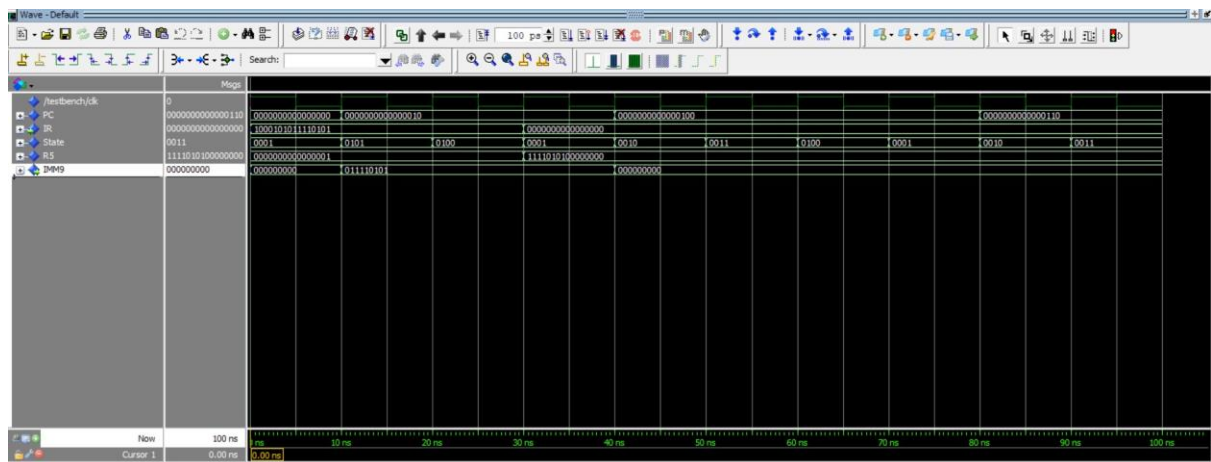 Wave - Default
100 ps
Search:
Msgs
/testbench/clk 0
PC 0000000000000110 0000000000000000 0000000000000010 0000000000000100 0000000000000110
IR 0000000000000000 1000101011110101 0000000000000000
State 0011 0001 0101 0100 0001 0010 0011 0100 0001 0010 0011
R5 1111010100000000 0000000000000001 1111010100000000
IMM9 000000000 000000000 011110101 000000000
Now 100 ns ns 10 ns 20 ns 30 ns 40 ns 50 ns 60 ns 70 ns 80 ns 90 ns 100 ns
Cursor 1 0.00 ns 0.00 ns